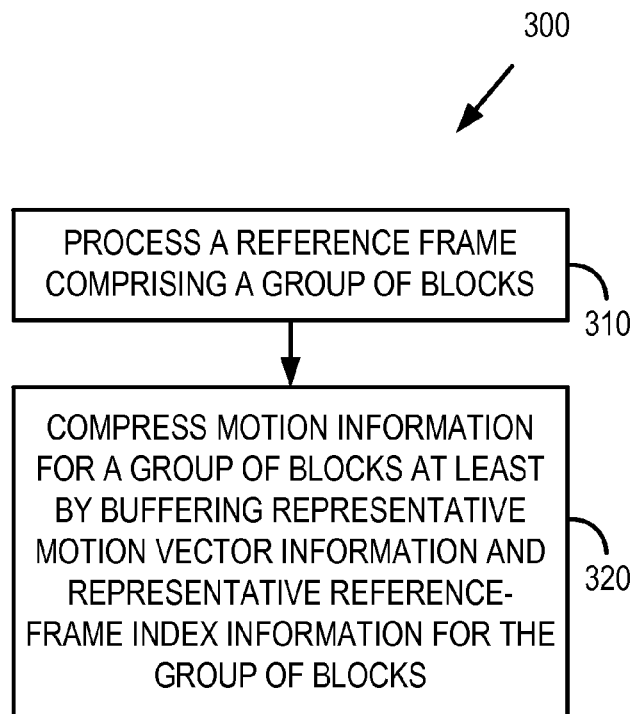 300
PROCESS A REFERENCE FRAME
COMPRISING A GROUP OF BLOCKS
310
COMPRESS MOTION INFORMATION
FOR A GROUP OF BLOCKS AT LEAST
BY BUFFERING REPRESENTATIVE
MOTION VECTOR INFORMATION AND
REPRESENTATIVE REFERENCE-
FRAME INDEX INFORMATION FOR THE
GROUP OF BLOCKS
320